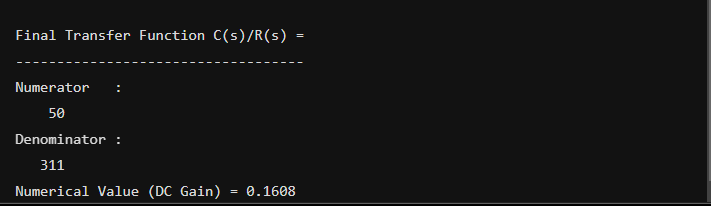 Final Transfer Function C(s)/R(s) =
-----------------------------------
Numerator   :
    50
Denominator :
   311
Numerical Value (DC Gain) = 0.1608